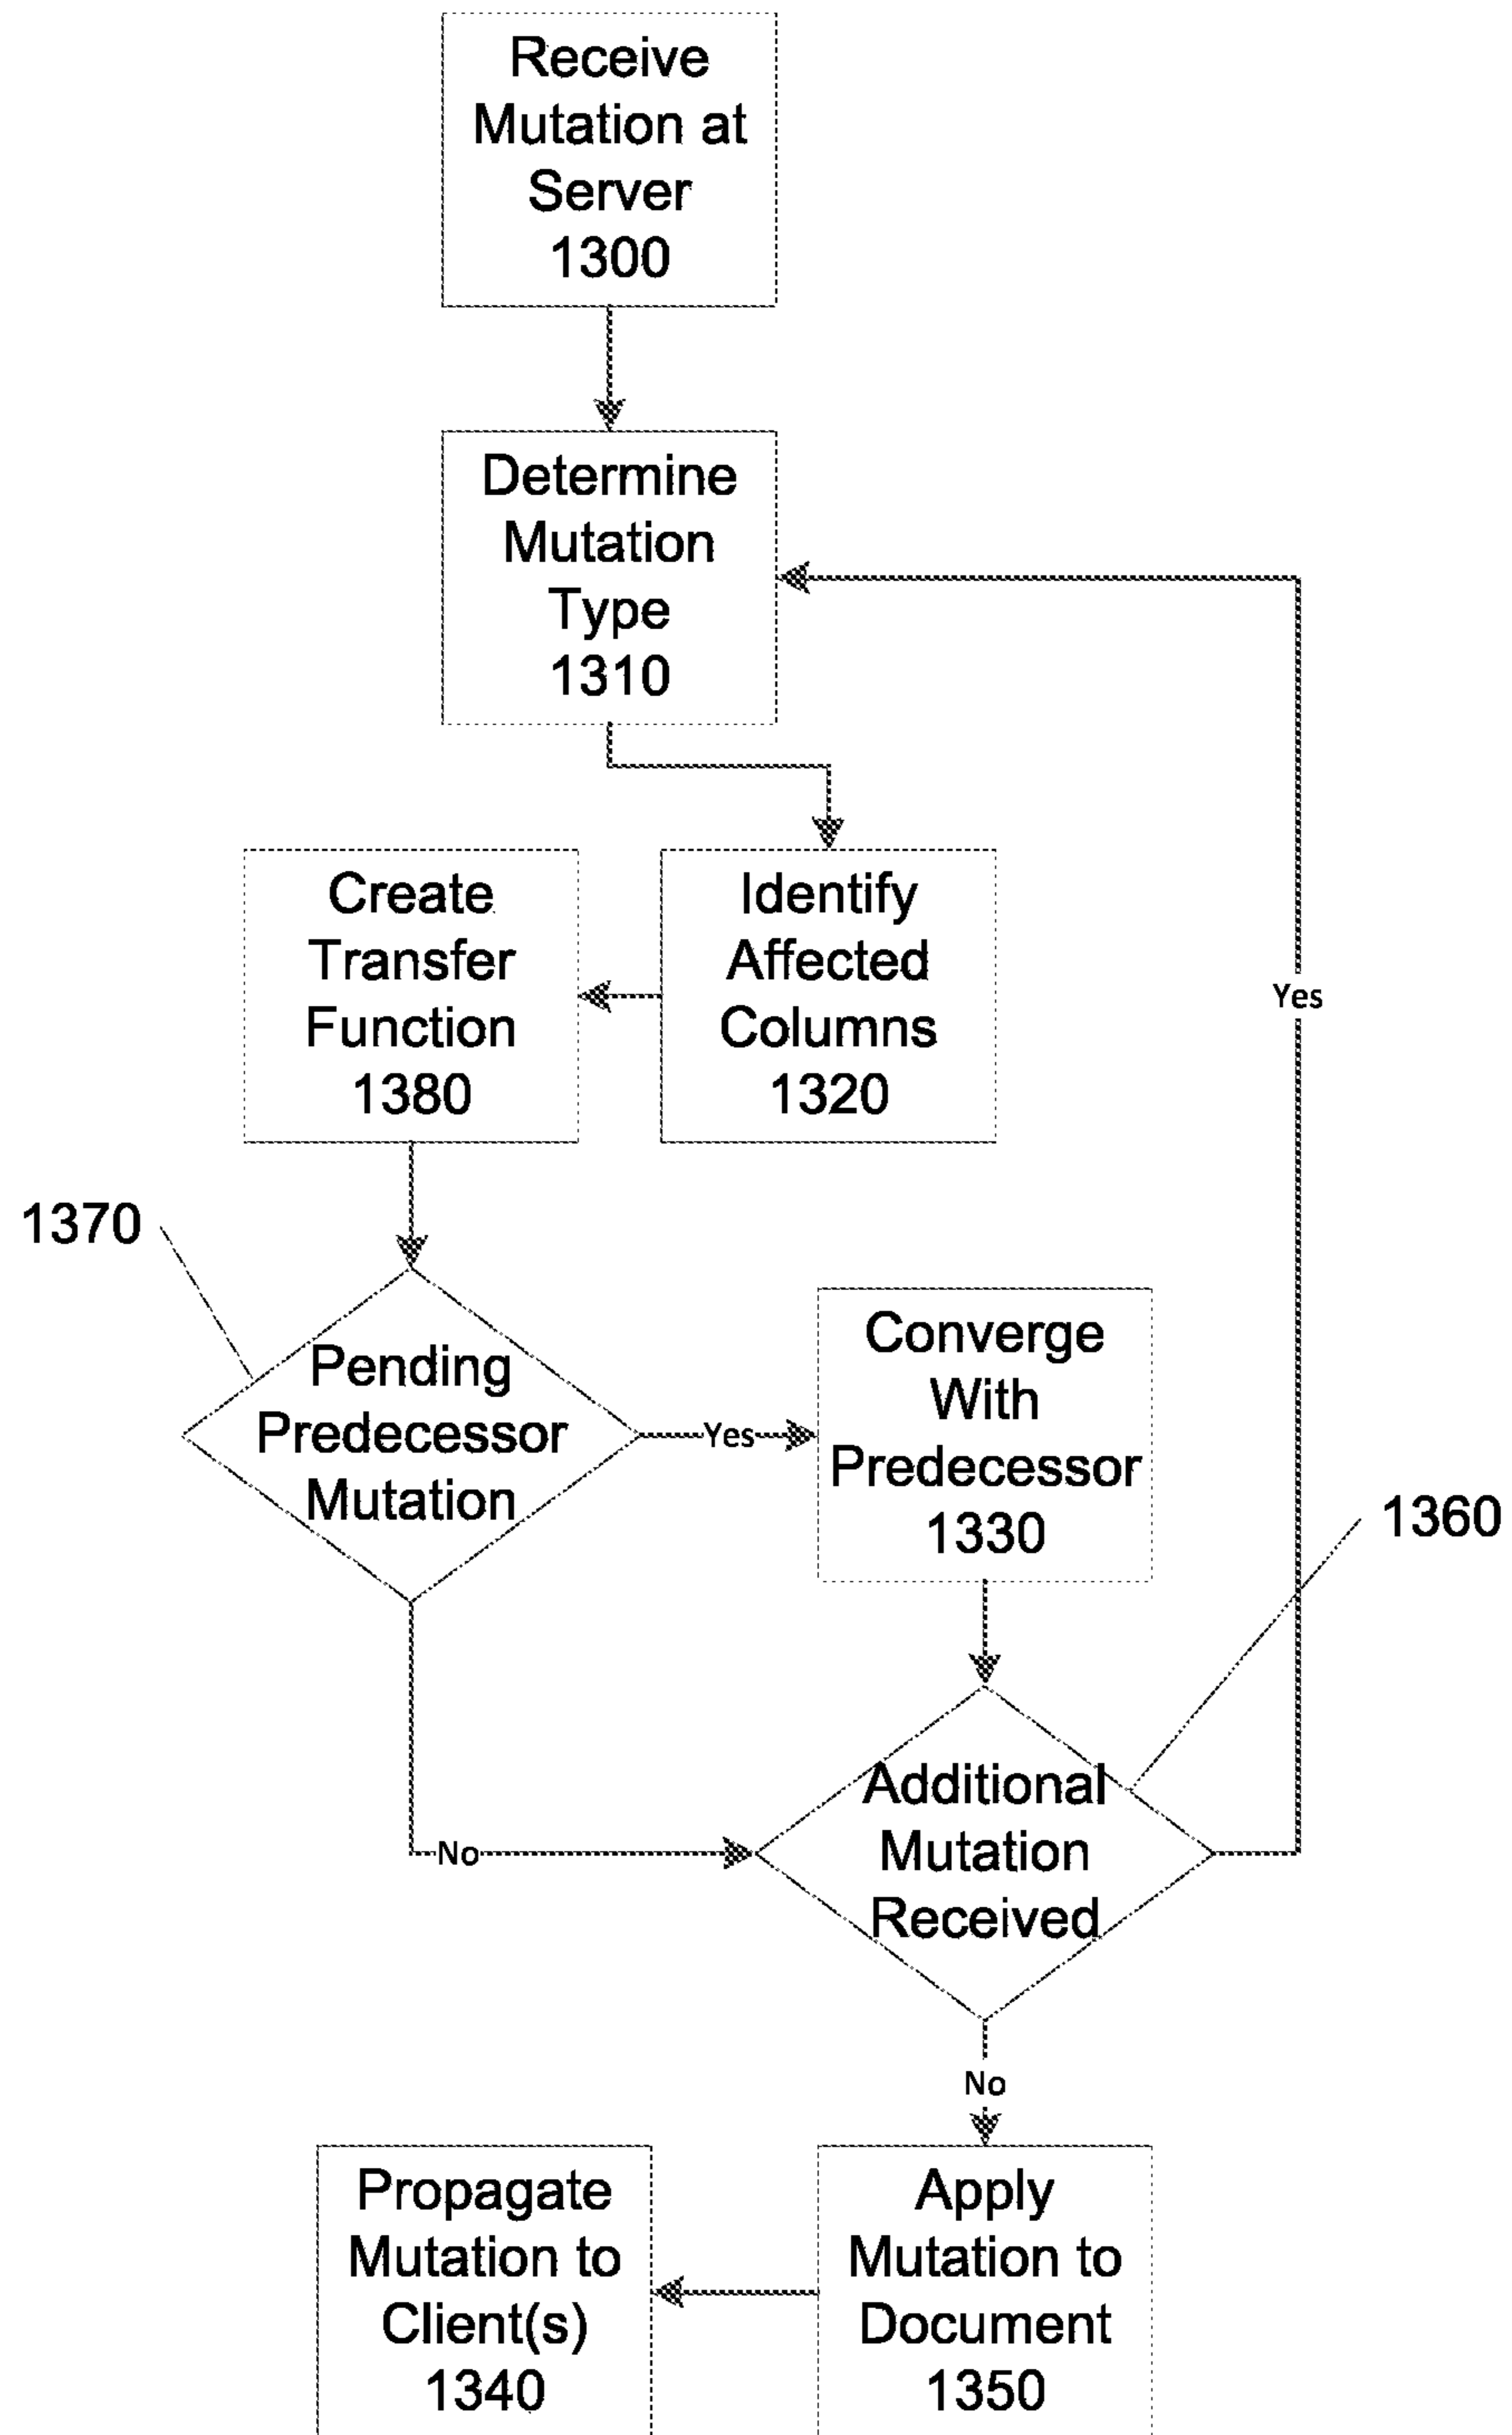 Receive
Mutation at
Server
1300
Determine
Mutation
Type
1310
Create
Transfer
Function
1380
Identify
Affected
Columns
1320
Yes
1370
Pending
Predecessor
Mutation
Yes
Converge
With
Predecessor
1330
1360
No
Additional
Mutation
Received
No
Propagate
Mutation to
Client(s)
1340
Apply
Mutation to
Document
1350